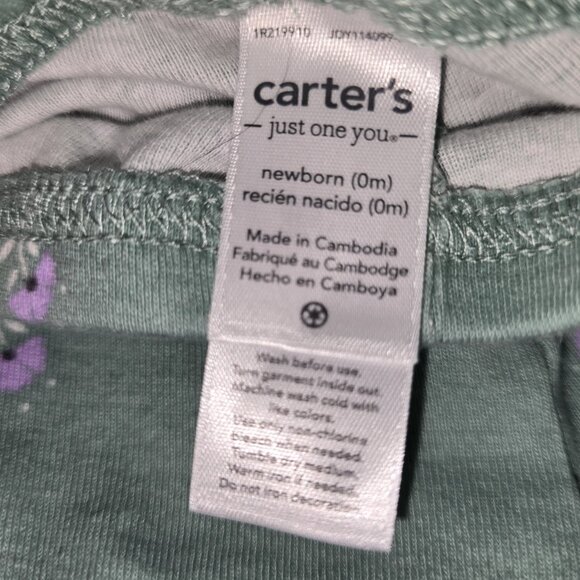 1R219910 JOY114099
carter's
just one you®
newborn (0m)
recién nacido (0m)
Made in Cambodia
Fabriqué au Cambodge
Hecho en Camboya
Wash before use.
Turn garment inside out.
Machine wash cold with
like colors.
Use only non-chlorine
bleach when needed.
Tumble dry medium.
Warm iron if needed.
Do not iron decoration.